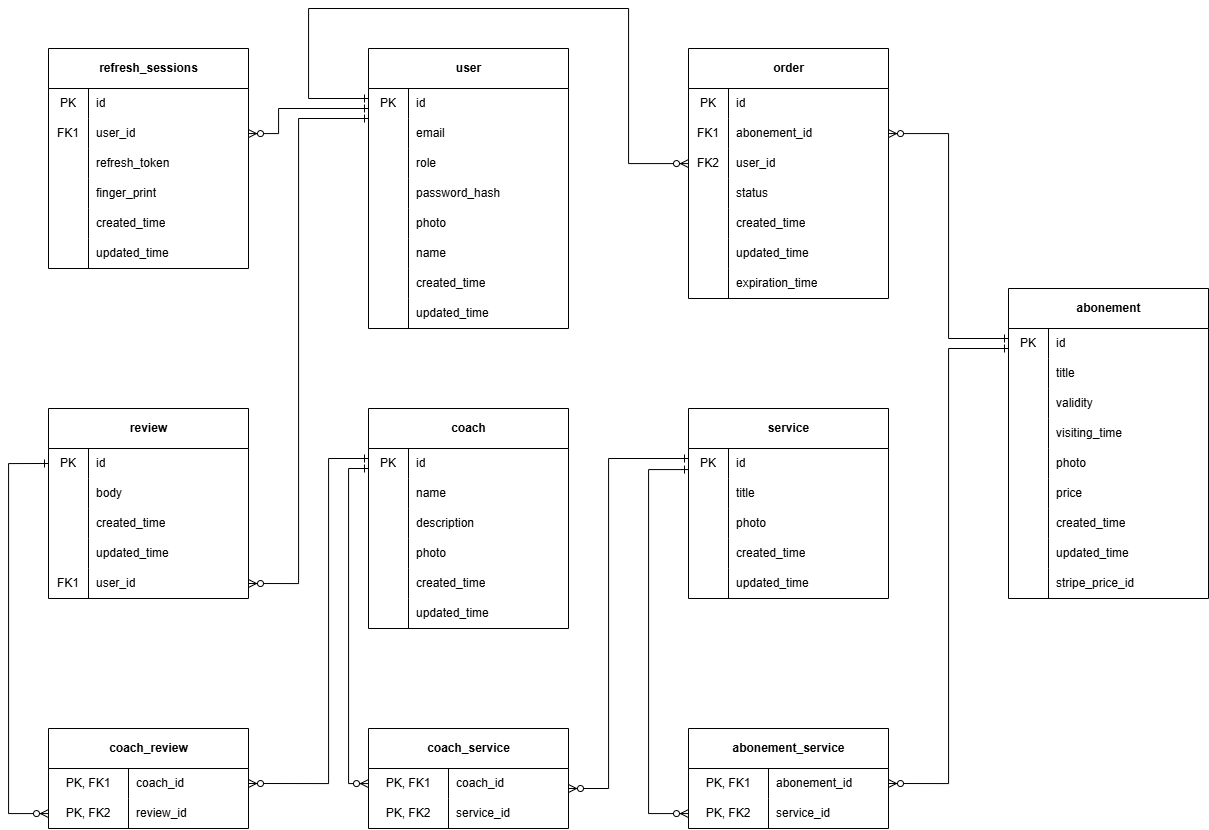 refresh_sessions
PK id
FK1 user_id
refresh_token
finger_print
created_time
updated_time
user
PK id
email
role
password_hash
photo
name
created_time
updated_time
order
PK id
FK1 abonement_id
FK2 user_id
status
created_time
updated_time
expiration_time
abonement
PK id
title
validity
visiting_time
photo
price
created_time
updated_time
stripe_price_id
review
PK id
body
created_time
updated_time
FK1 user_id
coach
PK id
name
description
photo
created_time
updated_time
service
PK id
title
photo
created_time
updated_time
coach_review
PK, FK1 coach_id
PK, FK2 review_id
coach_service
PK, FK1 coach_id
PK, FK2 service_id
abonement_service
PK, FK1 abonement_id
PK, FK2 service_id